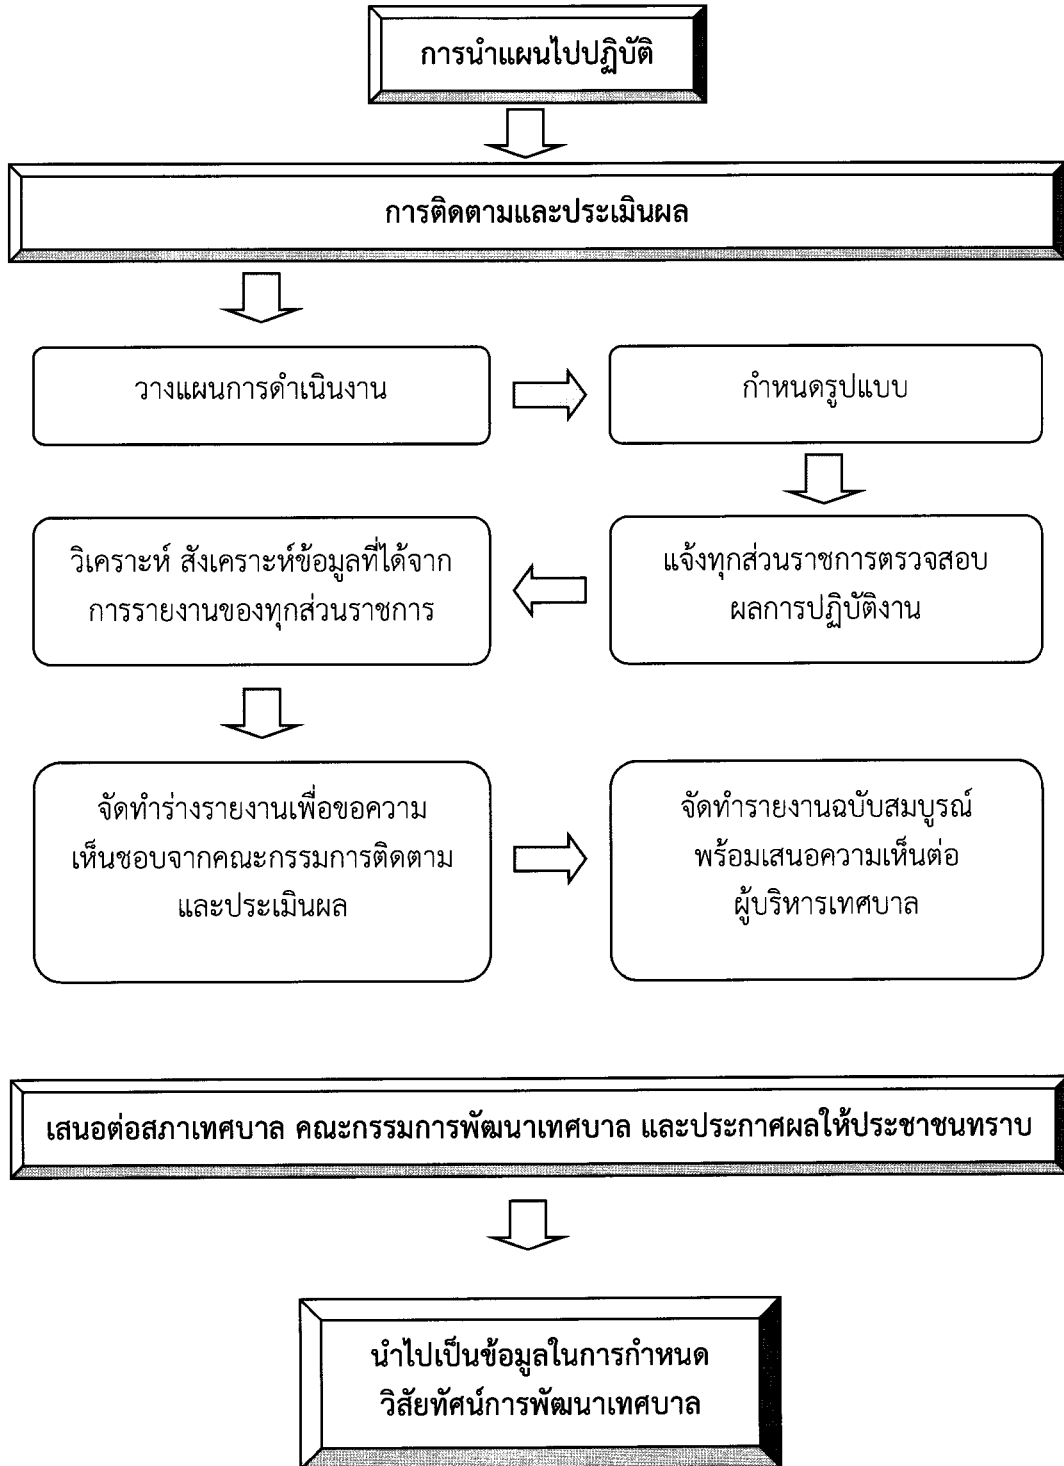 การนำแผนไปปฏิบัติ
การติดตามและประเมินผล
วางแผนการดำเนินงาน
กำหนดรูปแบบ
แจ้งทุกส่วนราชการตรวจสอบ
ผลการปฏิบัติงาน
วิเคราะห์ สังเคราะห์ข้อมูลที่ได้จาก
การรายงานของทุกส่วนราชการ
จัดทำร่างรายงานเพื่อขอความ
เห็นชอบจากคณะกรรมการติดตาม
และประเมินผล
จัดทำรายงานฉบับสมบูรณ์
พร้อมเสนอความเห็นต่อ
ผู้บริหารเทศบาล
เสนอต่อสภาเทศบาล คณะกรรมการพัฒนาเทศบาล และประกาศผลให้ประชาชนทราบ
นำไปเป็นข้อมูลในการกำหนด
วิสัยทัศน์การพัฒนาเทศบาล